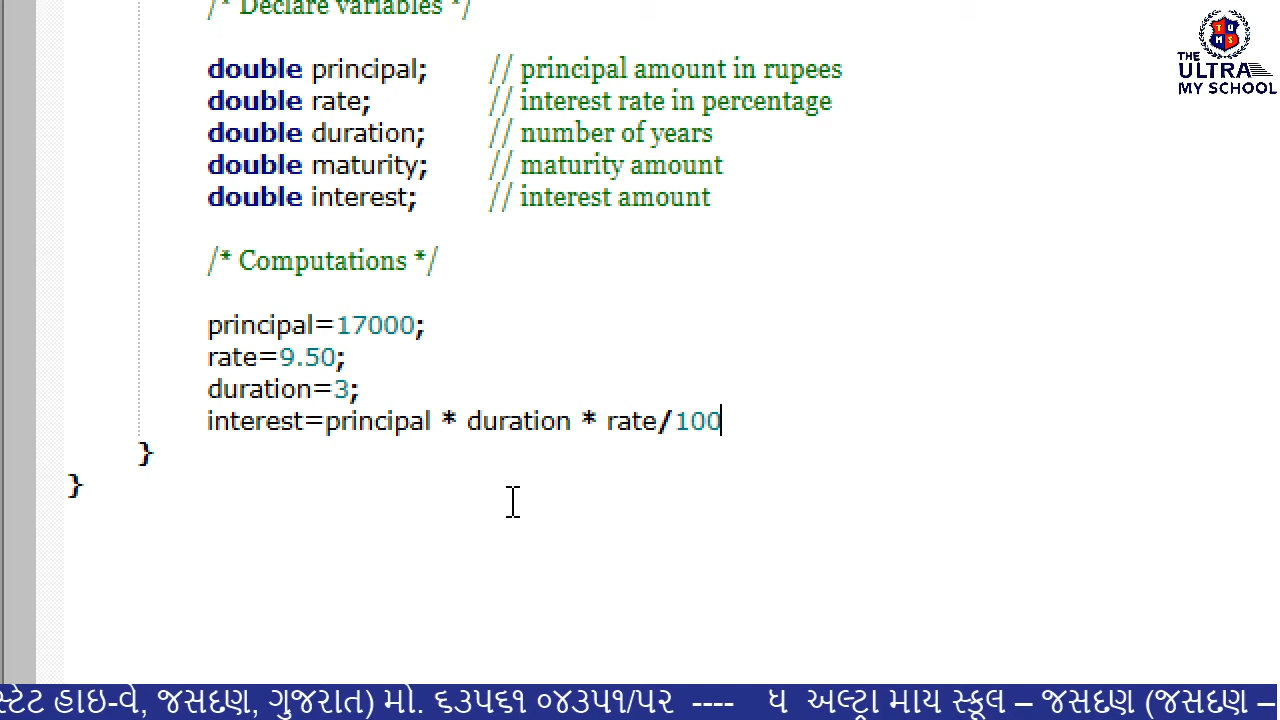 /* Declare variables */
double principal; // principal amount in rupees
double rate; // interest rate in percentage
double duration; // number of years
double maturity; // maturity amount
double interest; // interest amount
/* Computations */
principal=17000;
rate=9.50;
duration=3;
interest=principal * duration * rate/100
}
}
TUMS
THE
ULTRA
MY SCHOOL
સ્ટેટ હાઇ-વે, જસદણ, ગુજરાત) મો. ૬૩૫૬૧ ૦૪૩૫૧/૫૨ ---- ધ અલ્ટ્રા માય સ્કૂલ – જસદણ (જસદણ –